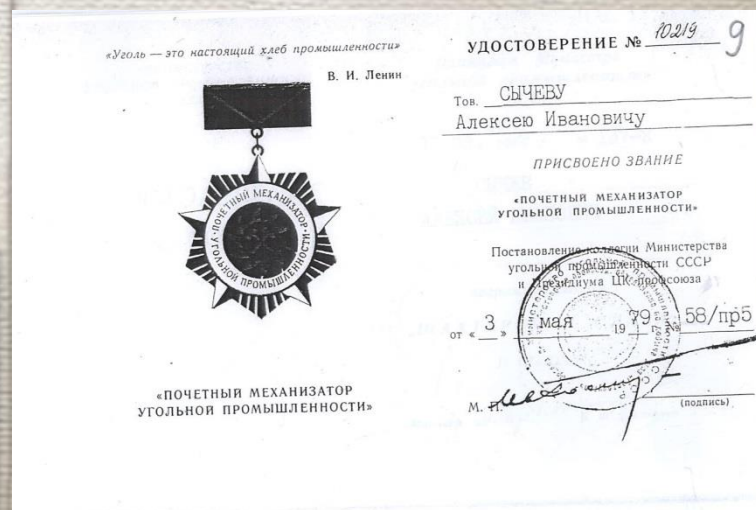 «Уголь — это настоящий хлеб промышленности»
В. И. Ленин
ПОЧЕТНЫЙ МЕХАНИЗАТОР
УГОЛЬНОЙ ПРОМЫШЛЕННОСТИ
«ПОЧЕТНЫЙ МЕХАНИЗАТОР
УГОЛЬНОЙ ПРОМЫШЛЕННОСТИ»
УДОСТОВЕРЕНИЕ № 10219
9
Тов. СЫЧЕВУ
Алексею Ивановичу
ПРИСВОЕНО ЗВАНИЕ
«ПОЧЕТНЫЙ МЕХАНИЗАТОР
УГОЛЬНОЙ ПРОМЫШЛЕННОСТИ»
Постановление коллегии Министерства
угольной промышленности СССР
и Президиума ЦК профсоюза
от « 3 » мая 19 79 г. № 58/пр5
М. П.
(подпись)